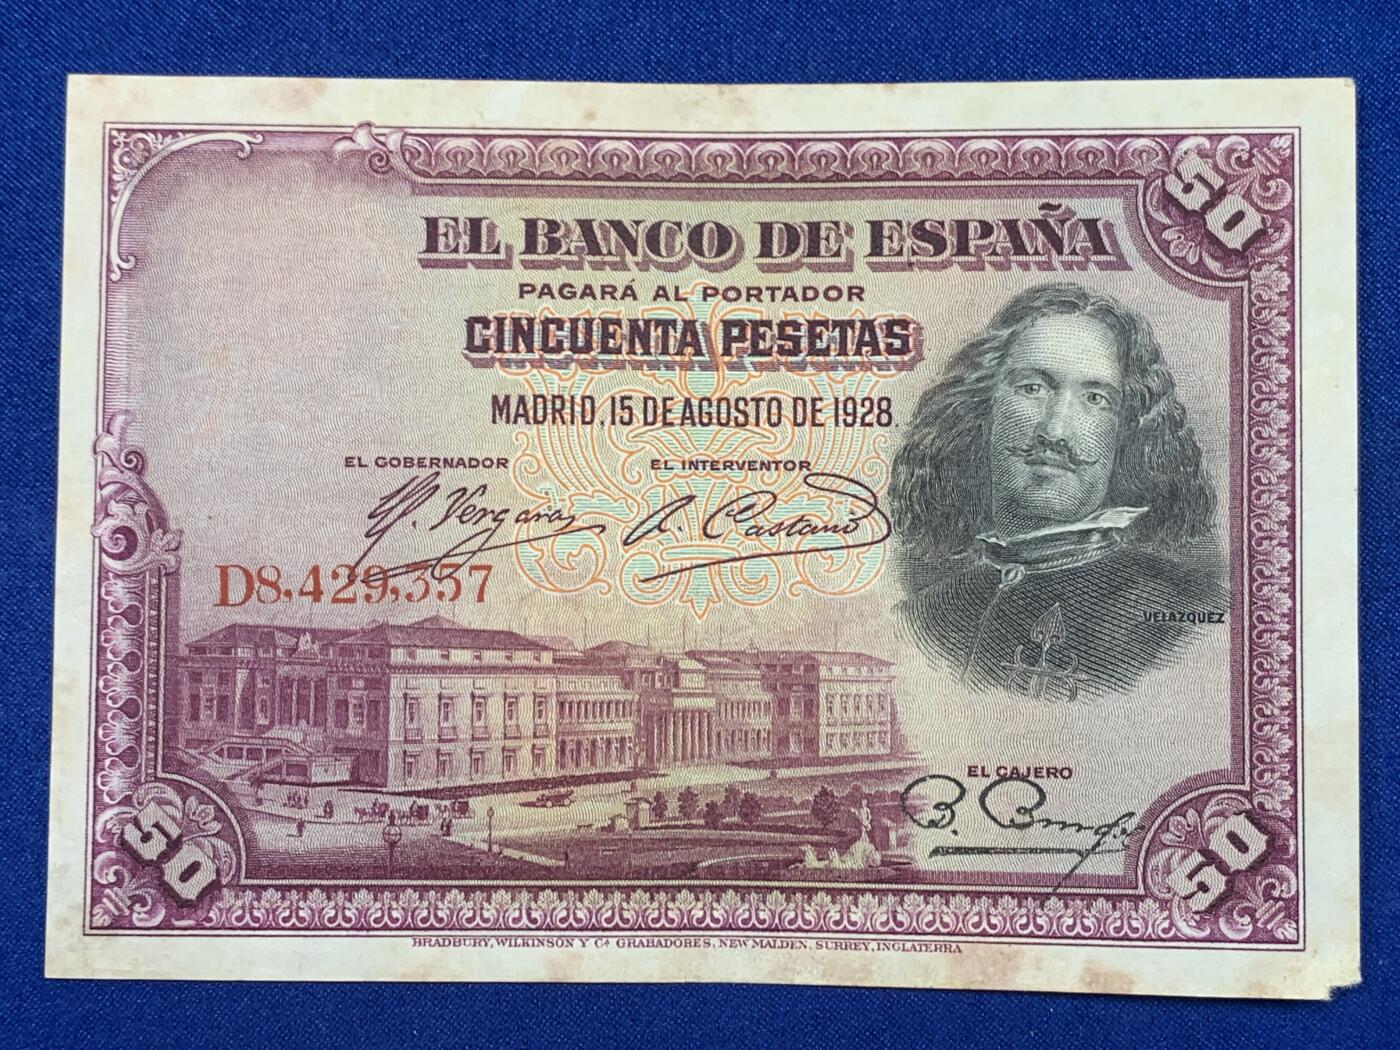 50
EL BANCO DE ESPAÑA
PAGARÁ AL PORTADOR
CINCUENTA PESETAS
MADRID, 15 DE AGOSTO DE 1928.
EL GOBERNADOR
EL INTERVENTOR
D8,429,357
VELAZQUEZ
EL CAJERO
50
50
BRADBURY, WILKINSON Y Cª GRABADORES, NEW MALDEN, SURREY, INGLATERRA